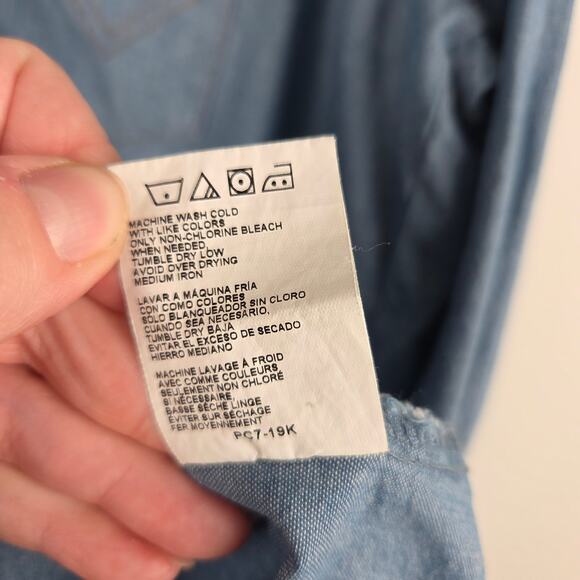 MACHINE WASH COLD
WITH LIKE COLORS
ONLY NON-CHLORINE BLEACH
WHEN NEEDED,
TUMBLE DRY LOW
AVOID OVER DRYING
MEDIUM IRON
LAVAR A MÁQUINA FRÍA
CON COMO COLORES
SÓLO BLANQUEADOR SIN CLORO
CUANDO SEA NECESARIO,
TUMBLE DRY BAJA
EVITAR EL EXCESO DE SECADO
HIERRO MEDIANO
MACHINE LAVAGE À FROID
AVEC COMME COULEURS
SEULEMENT NON CHLORÉ
SI NÉCESSAIRE,
BASSE SÈCHE LINGE
ÉVITER SUR SÉCHAGE
FER MOYENNEMENT
PC7-19K